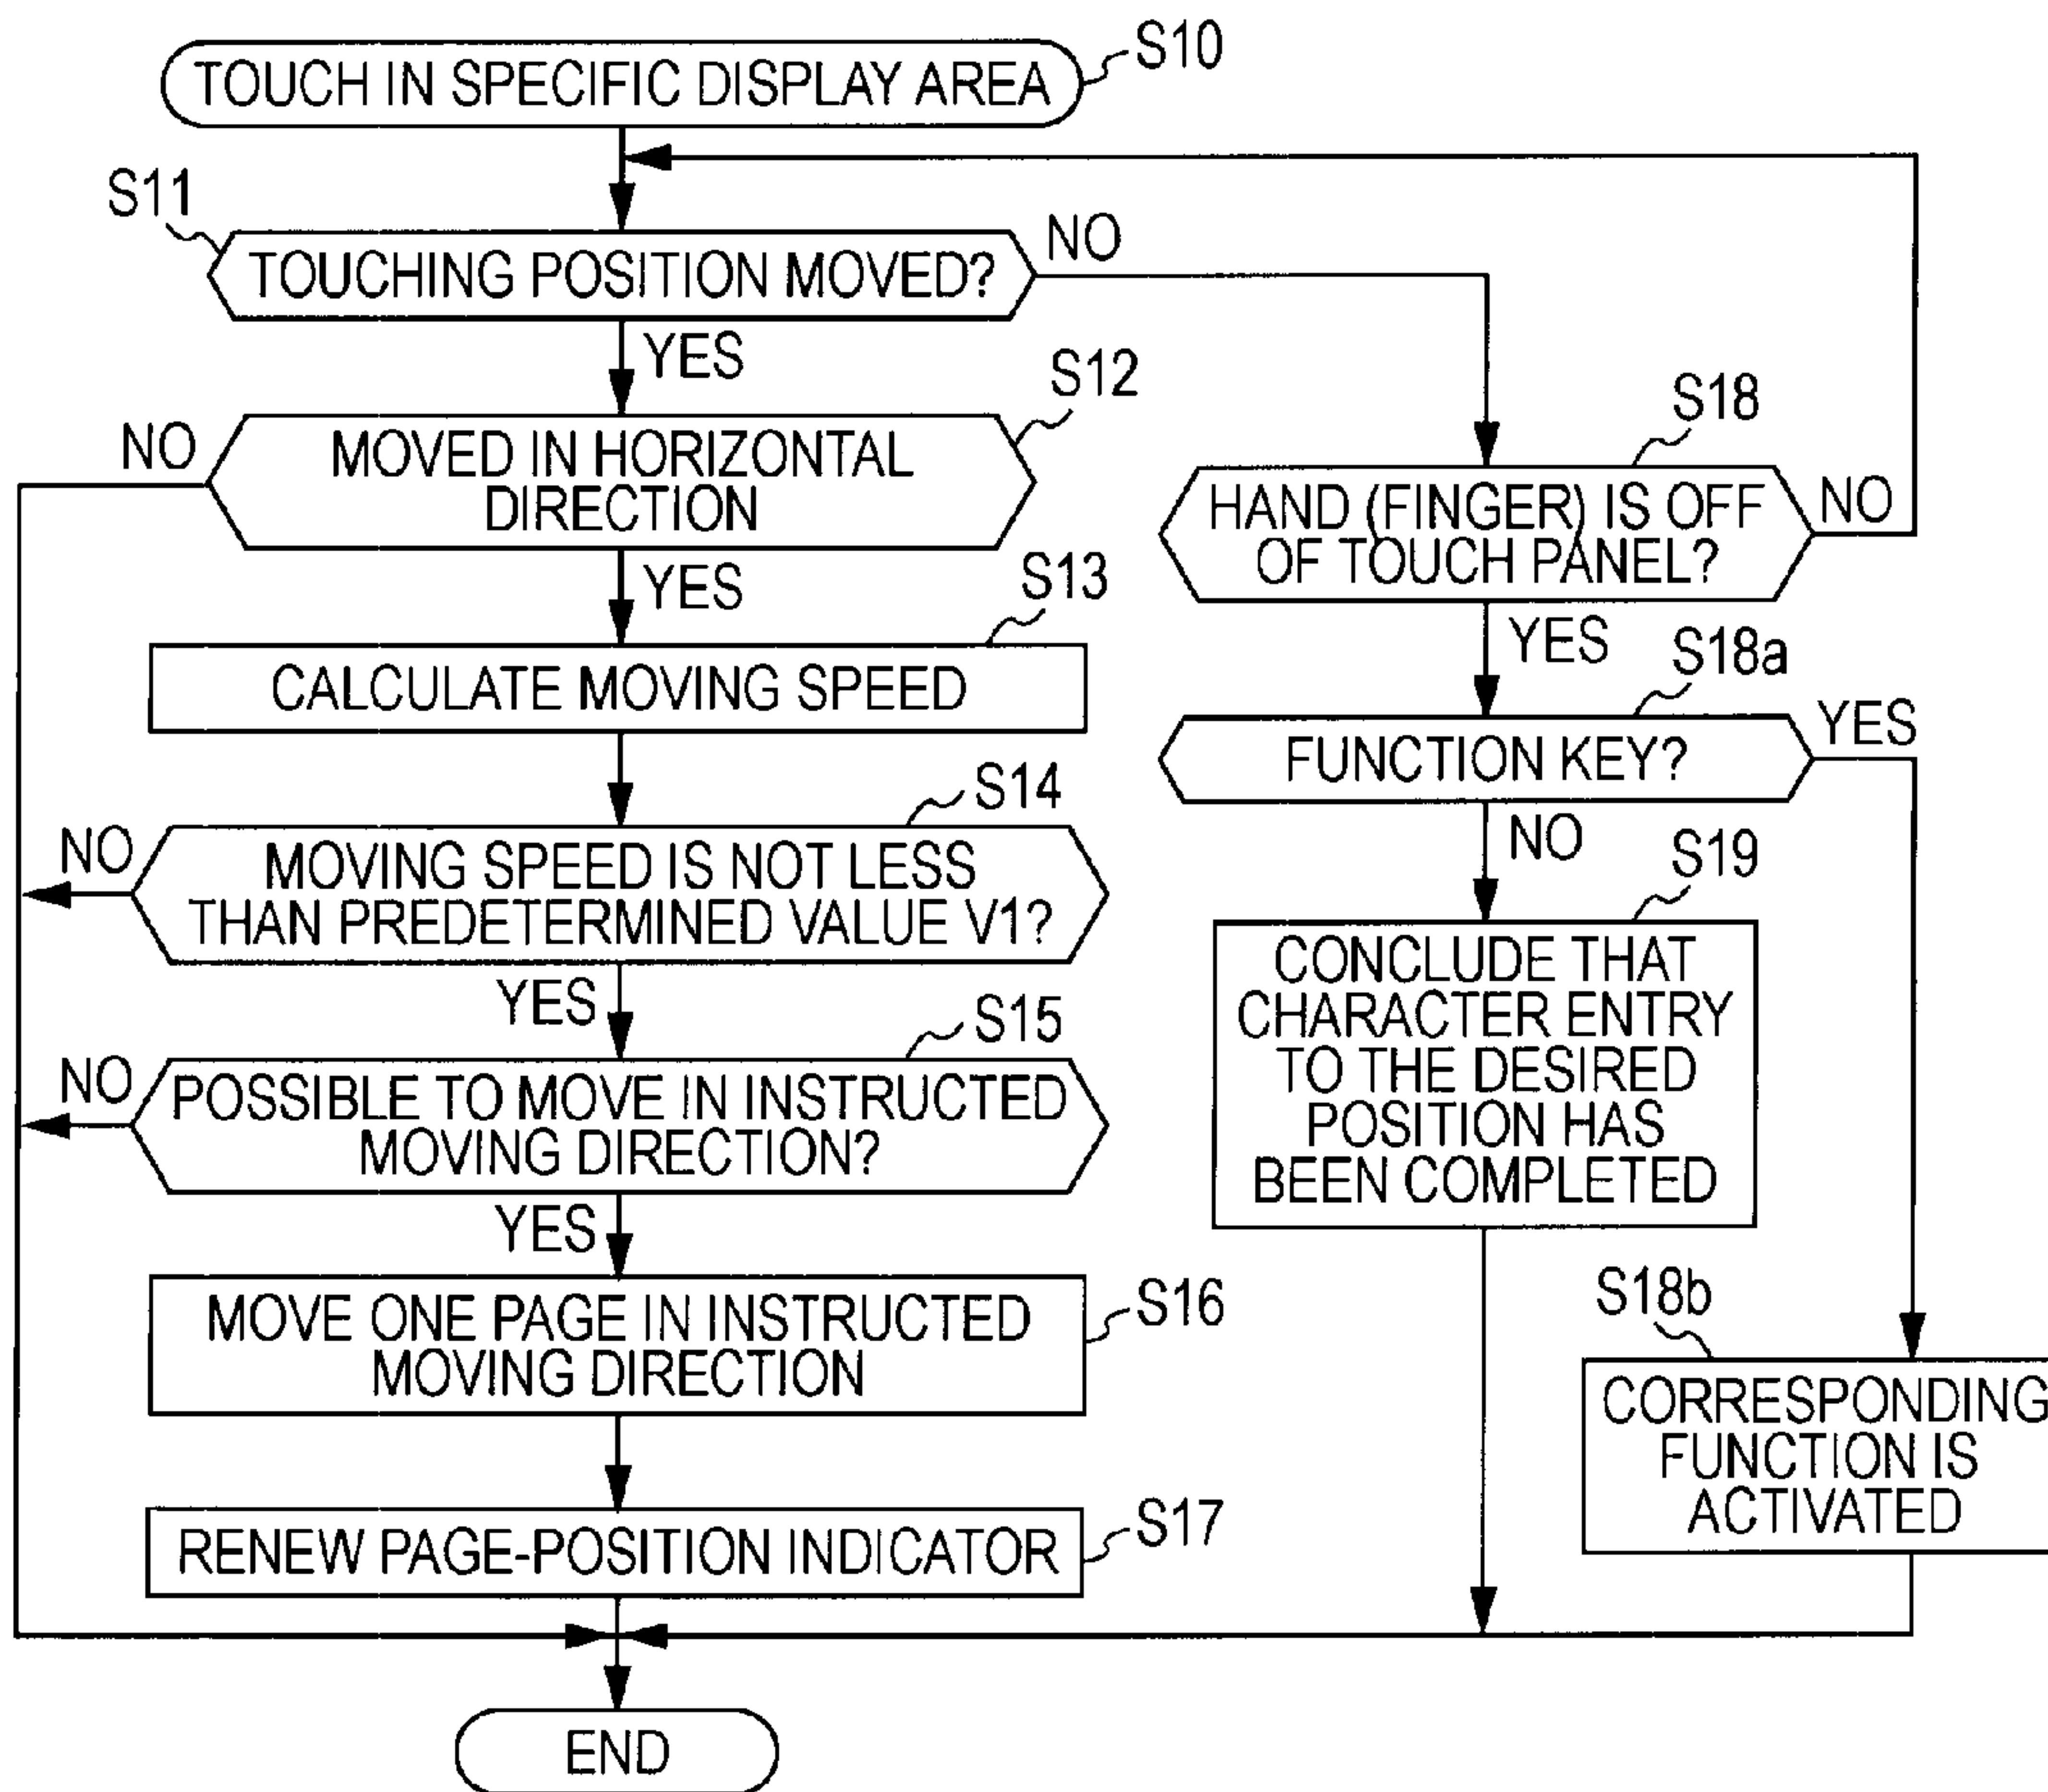 TOUCH IN SPECIFIC DISPLAY AREA
S10
S11
TOUCHING POSITION MOVED?
NO
YES
S12
NO
MOVED IN HORIZONTAL
DIRECTION
YES
S13
CALCULATE MOVING SPEED
S14
NO
MOVING SPEED IS NOT LESS
THAN PREDETERMINED VALUE V1?
YES
S15
NO
POSSIBLE TO MOVE IN INSTRUCTED
MOVING DIRECTION?
YES
MOVE ONE PAGE IN INSTRUCTED
MOVING DIRECTION
S16
RENEW PAGE-POSITION INDICATOR
S17
S18
HAND (FINGER) IS OFF
OF TOUCH PANEL?
NO
YES
S18a
FUNCTION KEY?
YES
NO
S19
CONCLUDE THAT
CHARACTER ENTRY
TO THE DESIRED
POSITION HAS
BEEN COMPLETED
S18b
CORRESPONDING
FUNCTION IS
ACTIVATED
END